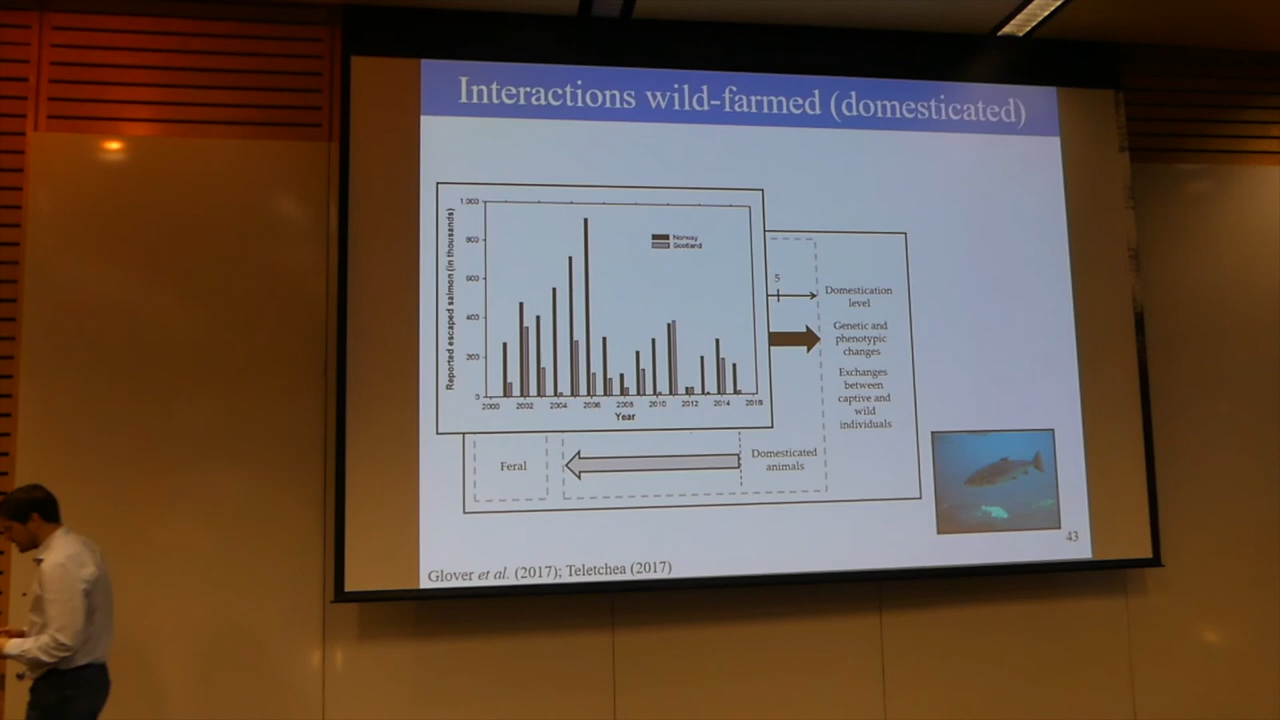 Interactions wild-farmed (domesticated)
Reported escaped salmon (in thousands)
1,000
800
600
400
200
0
Norway
Scotland
2000 2002 2004 2006 2008 2010 2012 2014 2016
Year
5
Domestication
level
Genetic and
phenotypic
changes
Exchanges
between
captive and
wild
individuals
Feral
Domesticated
animals
43
Glover et al. (2017); Teletchea (2017)